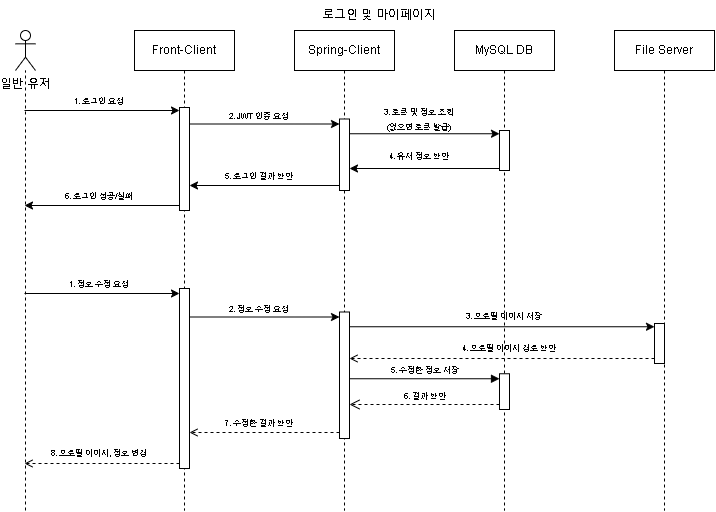 로그인 및 마이페이지
일반 유저
Front-Client
Spring-Client
MySQL DB
File Server
1. 로그인 요청
2. JWT 인증 요청
3. 토큰 및 정보 조회
(없으면 토큰 발급)
4. 유저 정보 반환
5. 로그인 결과 반환
6. 로그인 성공/실패
1. 정보 수정 요청
2. 정보 수정 요청
3. 프로필 이미지 저장
4. 프로필 이미지 경로 반환
5. 수정한 정보 저장
6. 결과 반환
7. 수정한 결과 반환
8. 프로필 이미지, 정보 변경